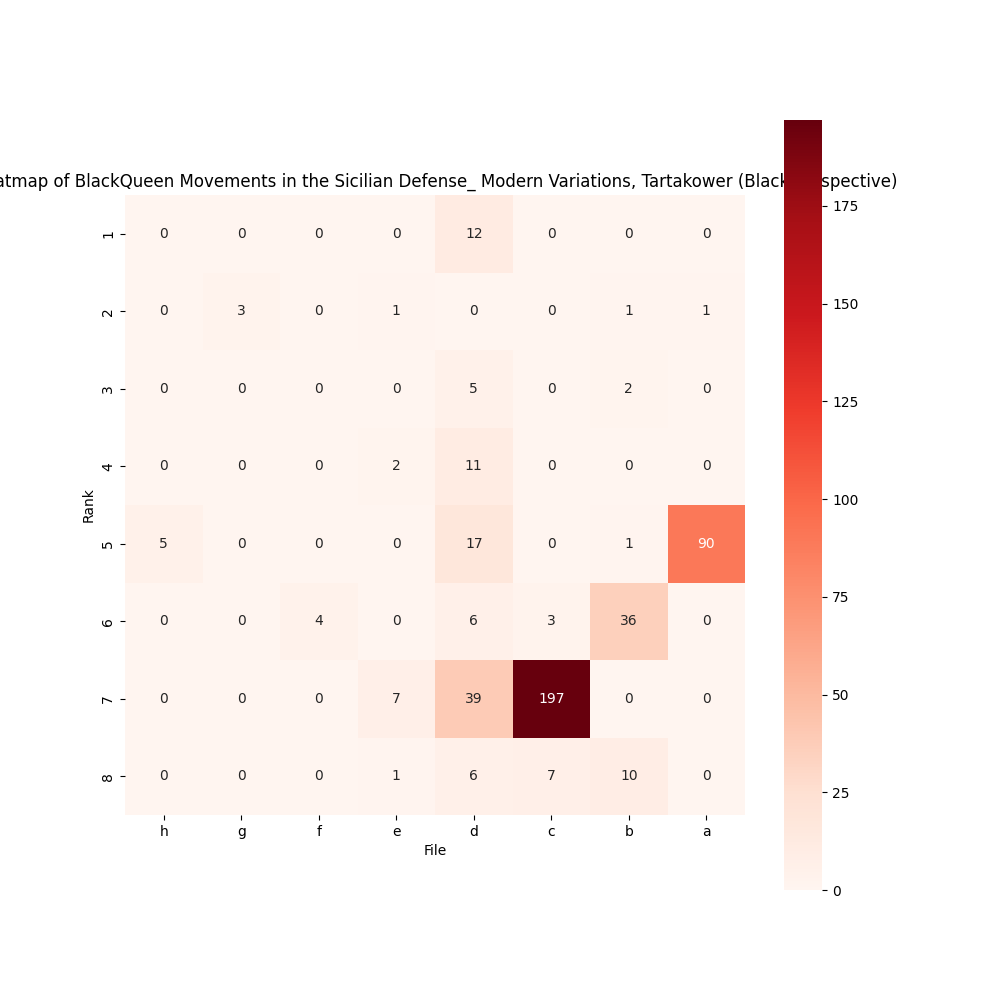 atmap of BlackQueen Movements in the Sicilian Defense_ Modern Variations, Tartakower (Black spective)
1 0 0 0 0 12 0 0 0
2 0 3 0 1 0 0 1 1
3 0 0 0 0 5 0 2 0
4 0 0 0 2 11 0 0 0
5 5 0 0 0 17 0 1 90
6 0 0 4 0 6 3 36 0
7 0 0 0 7 39 197 0 0
8 0 0 0 1 6 7 10 0
Rank
h g f e d c b a
File
175
150
125
100
75
50
25
0